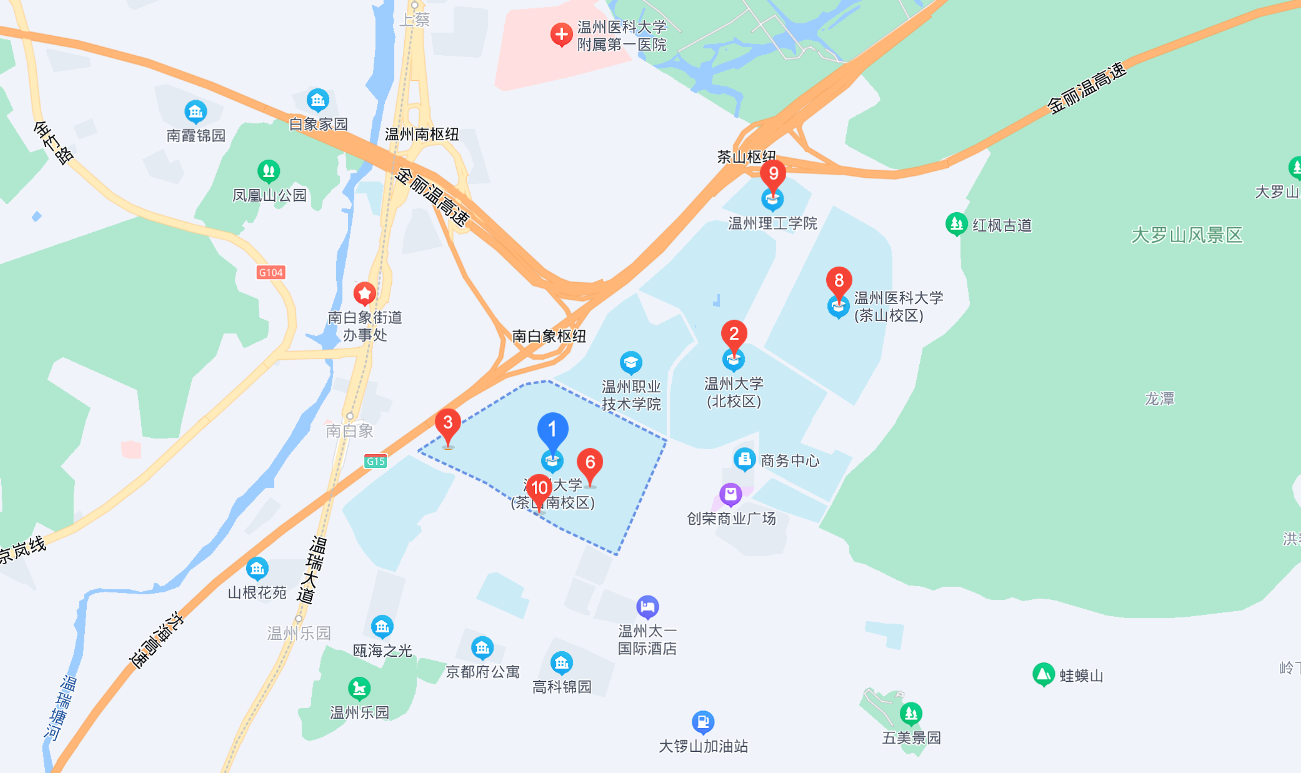 上蔡
温州医科大学
附属第一医院
金丽温高速
白象家园
南霞锦园
金竹路
温州南枢纽
茶山枢纽
9
凤凰山公园
金丽温高速
大罗山
温州理工学院
红枫古道
大罗山风景区
G104
8
南白象街道
办事处
温州医科大学
(茶山校区)
南白象枢纽
2
温州职业
技术学院
温州大学
(北校区)
龙潭
3
1
南白象
G15
6
商务中心
10
大学
(茶山南校区)
创荣商业广场
京岚线
温瑞大道
山根花苑
温州乐园
沈海高速
瓯海之光
温州太一
国际酒店
京都府公寓
高科锦园
岭下
蛙蟆山
温瑞塘河
温州乐园
五美景园
大锣山加油站